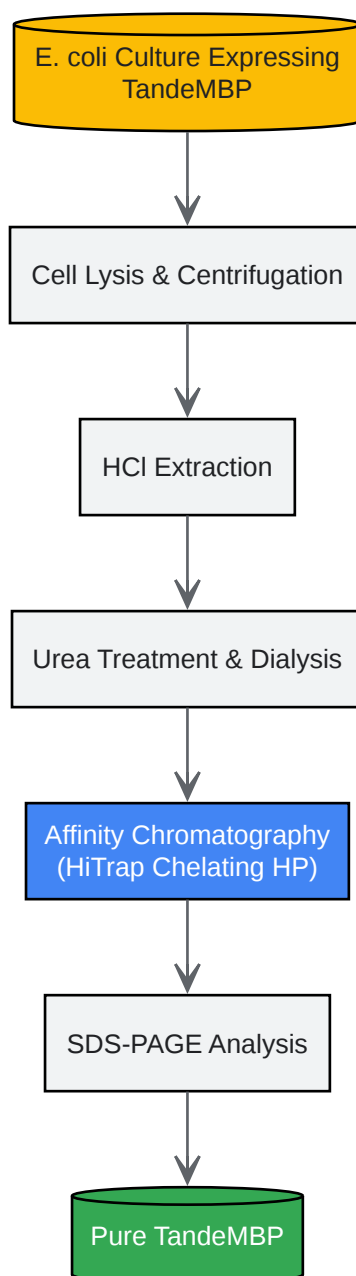 E. coli Culture Expressing
TandeMBP
Cell Lysis & Centrifugation
HCl Extraction
Urea Treatment & Dialysis
Affinity Chromatography
(HiTrap Chelating HP)
SDS-PAGE Analysis
Pure TandeMBP